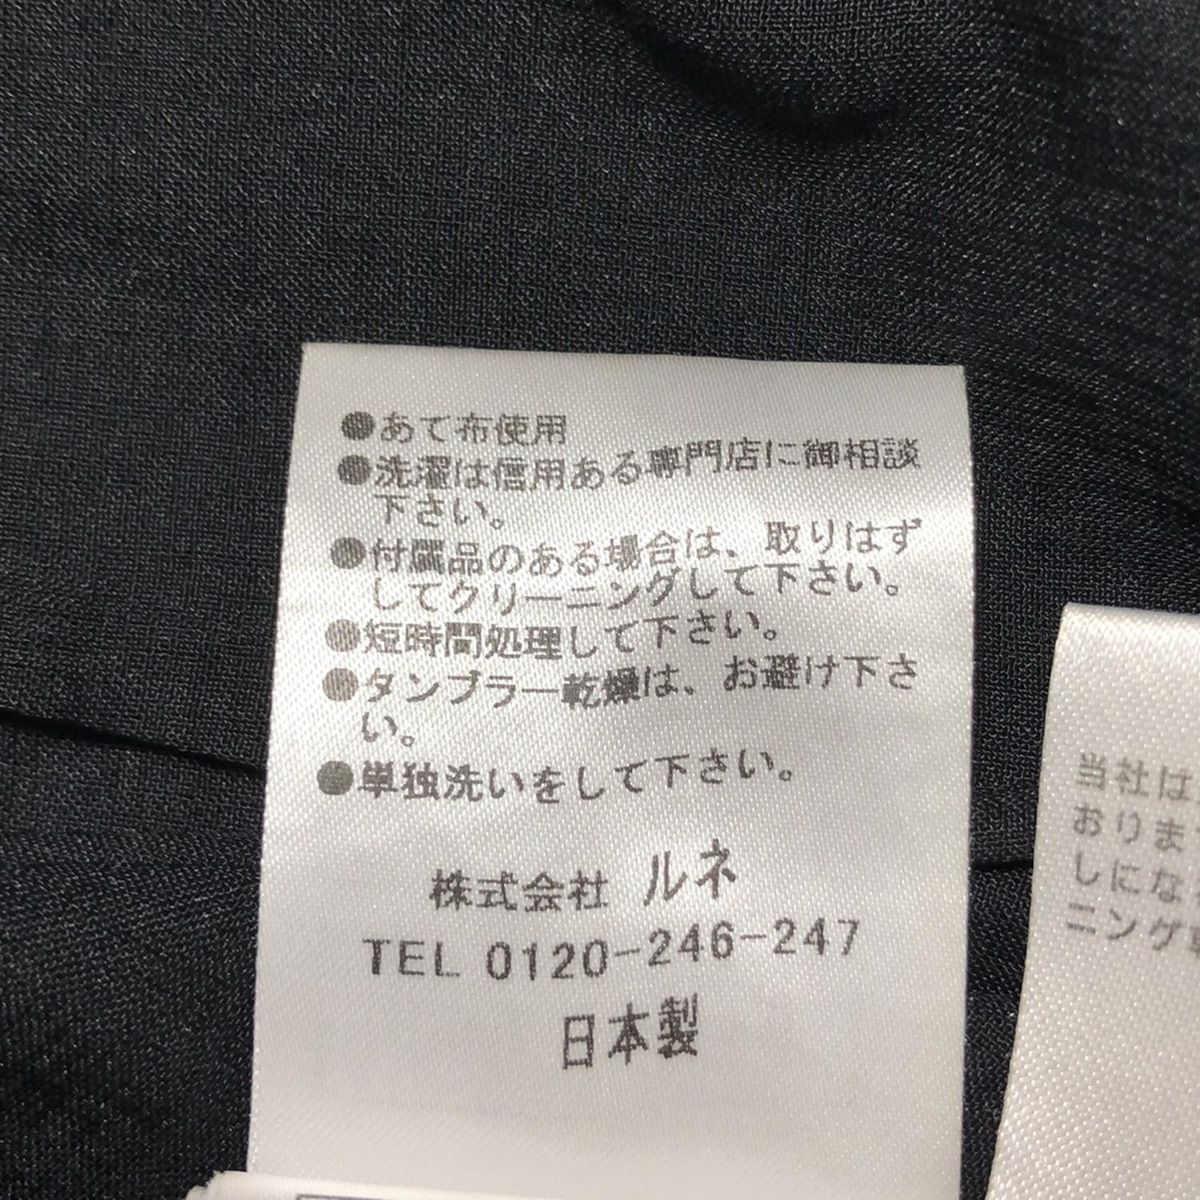 ●あて布使用
●洗濯は信用ある専門店に御相談
下さい。
●付属品のある場合は、取りはず
してクリーニングして下さい。
●短時間処理して下さい。
●タンブラー乾燥は、お避け下さ
い。
●単独洗いをして下さい。
株式会社 ルネ
TEL 0120-246-247
日本製
当社は
おりま
しにな
ニング